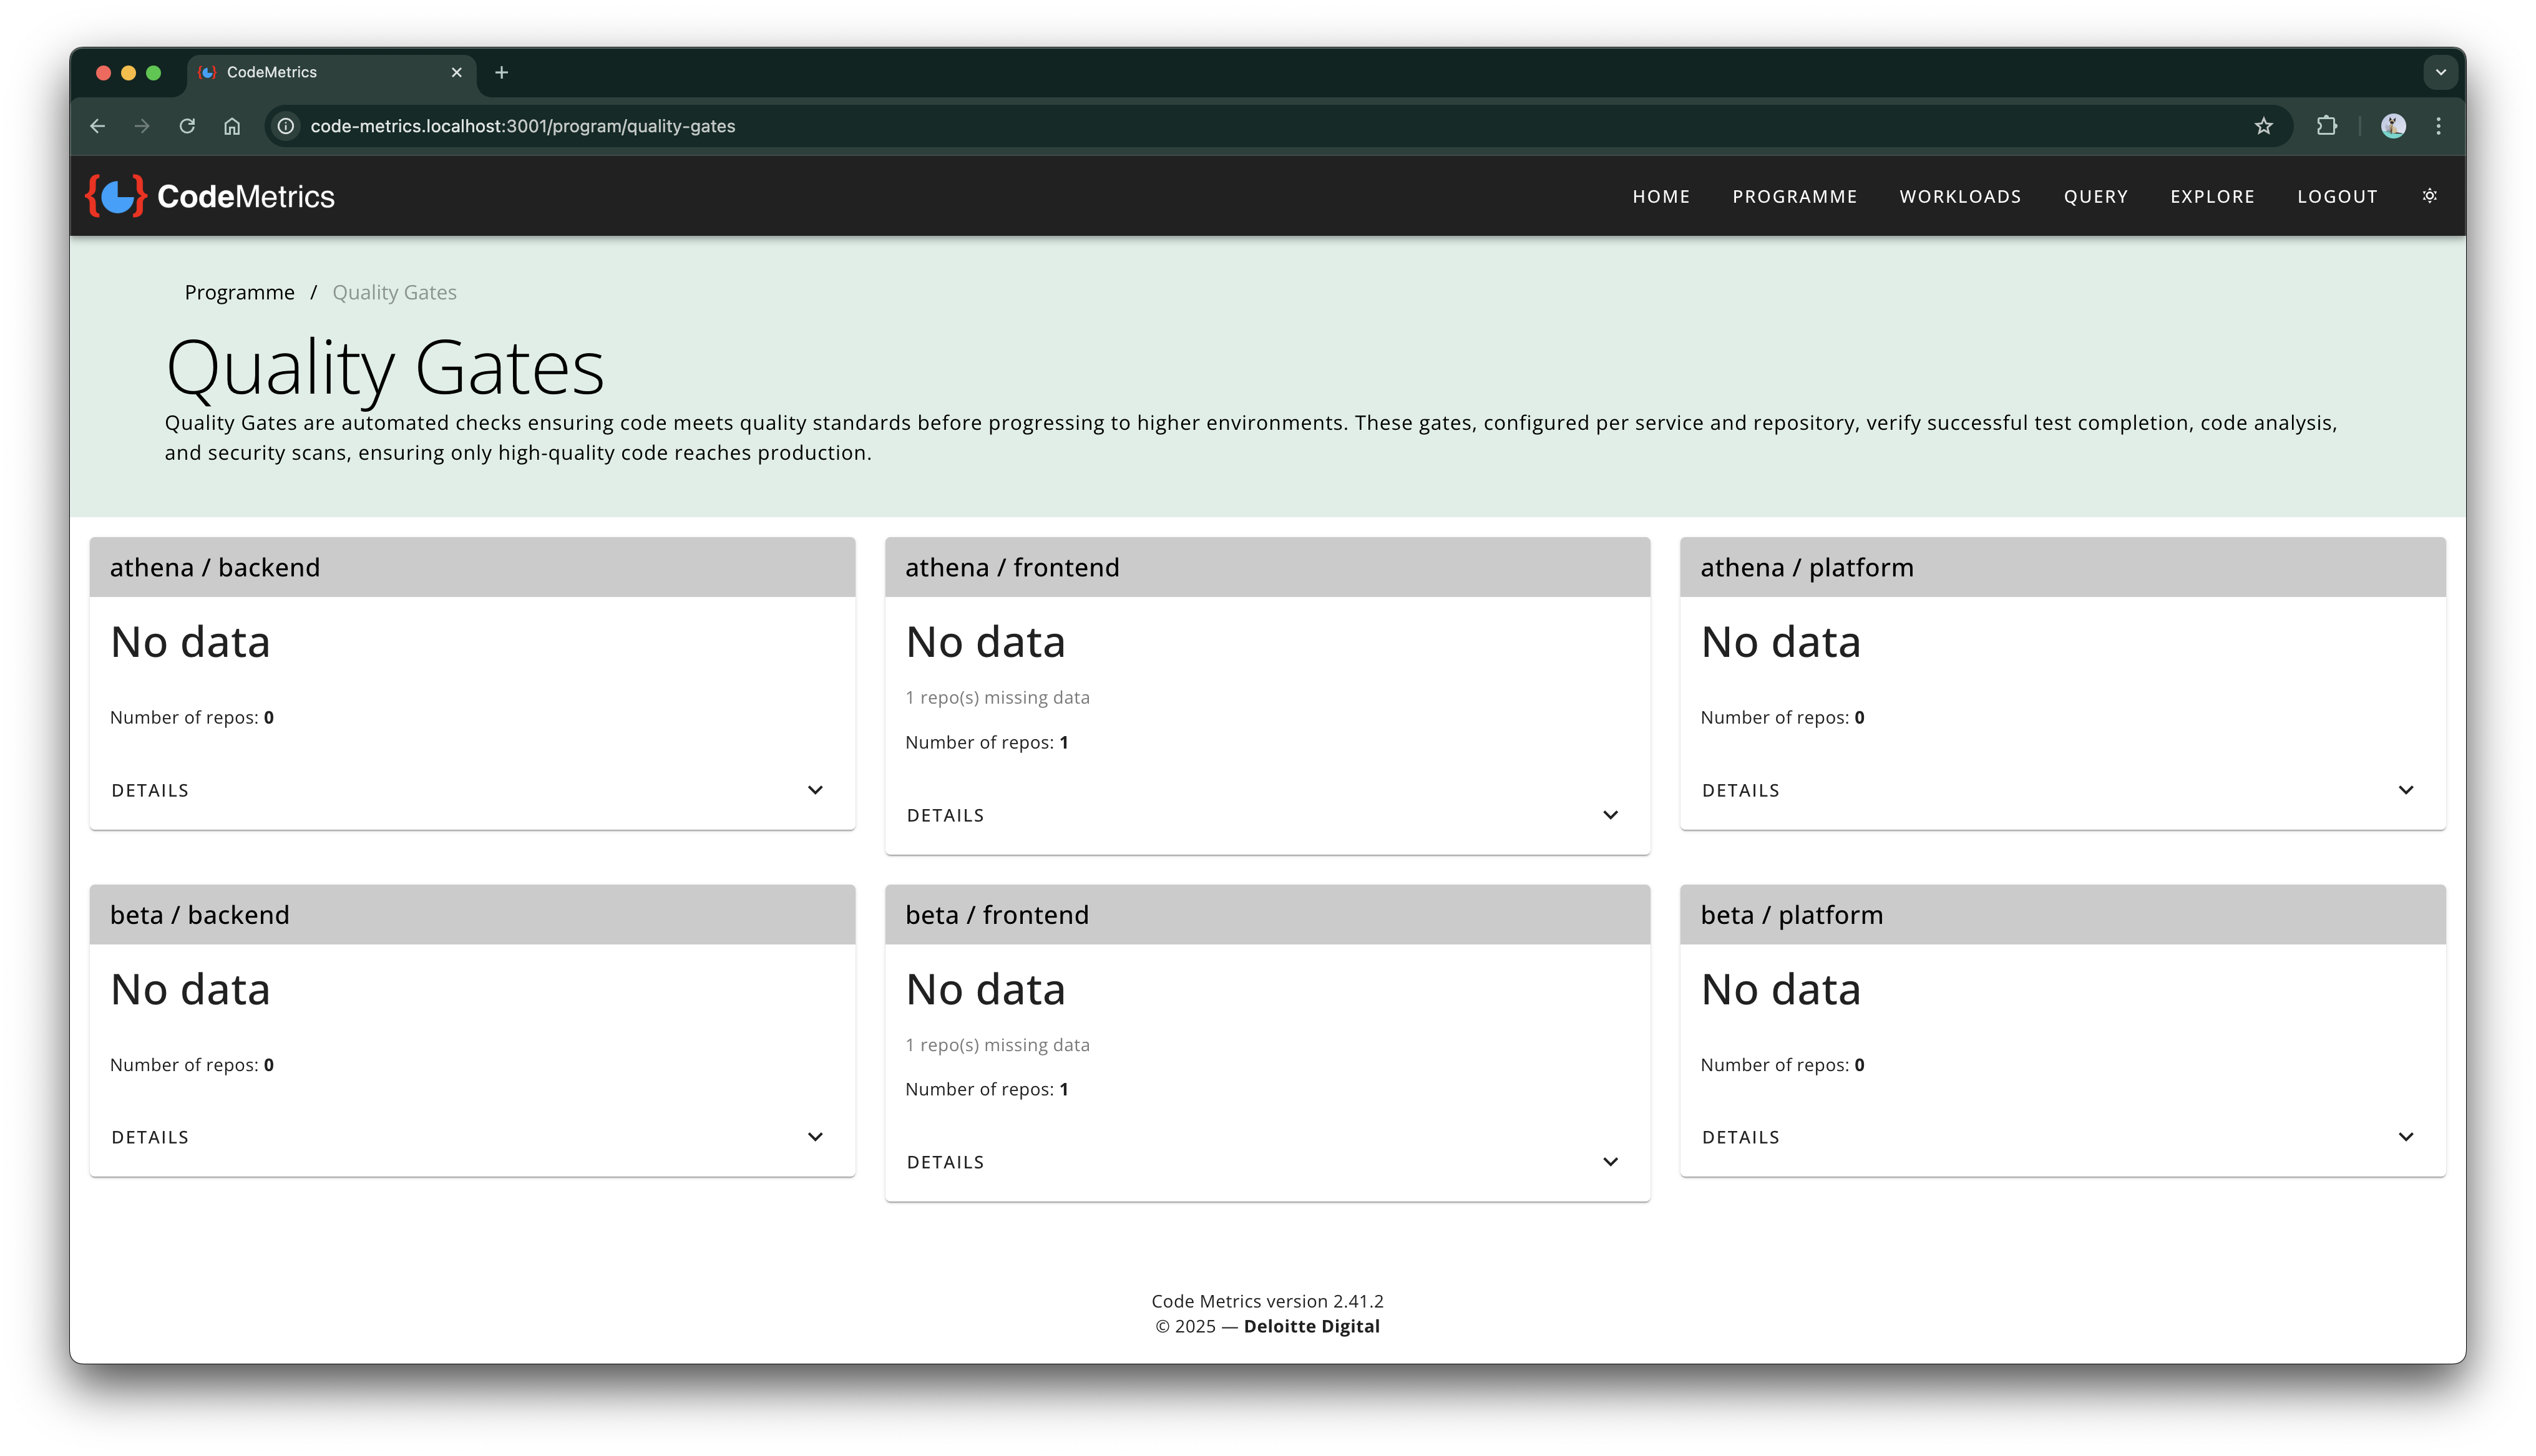 CodeMetrics
code-metrics.localhost:3001/program/quality-gates
CodeMetrics
HOME
PROGRAMME
WORKLOADS
QUERY
EXPLORE
LOGOUT
Programme / Quality Gates
Quality Gates
Quality Gates are automated checks ensuring code meets quality standards before progressing to higher environments. These gates, configured per service and repository, verify successful test completion, code analysis,
and security scans, ensuring only high-quality code reaches production.
athena / backend
No data
Number of repos: 0
DETAILS
athena / frontend
No data
1 repo(s) missing data
Number of repos: 1
DETAILS
athena / platform
No data
Number of repos: 0
DETAILS
beta / backend
No data
Number of repos: 0
DETAILS
beta / frontend
No data
1 repo(s) missing data
Number of repos: 1
DETAILS
beta / platform
No data
Number of repos: 0
DETAILS
Code Metrics version 2.41.2
© 2025 — Deloitte Digital